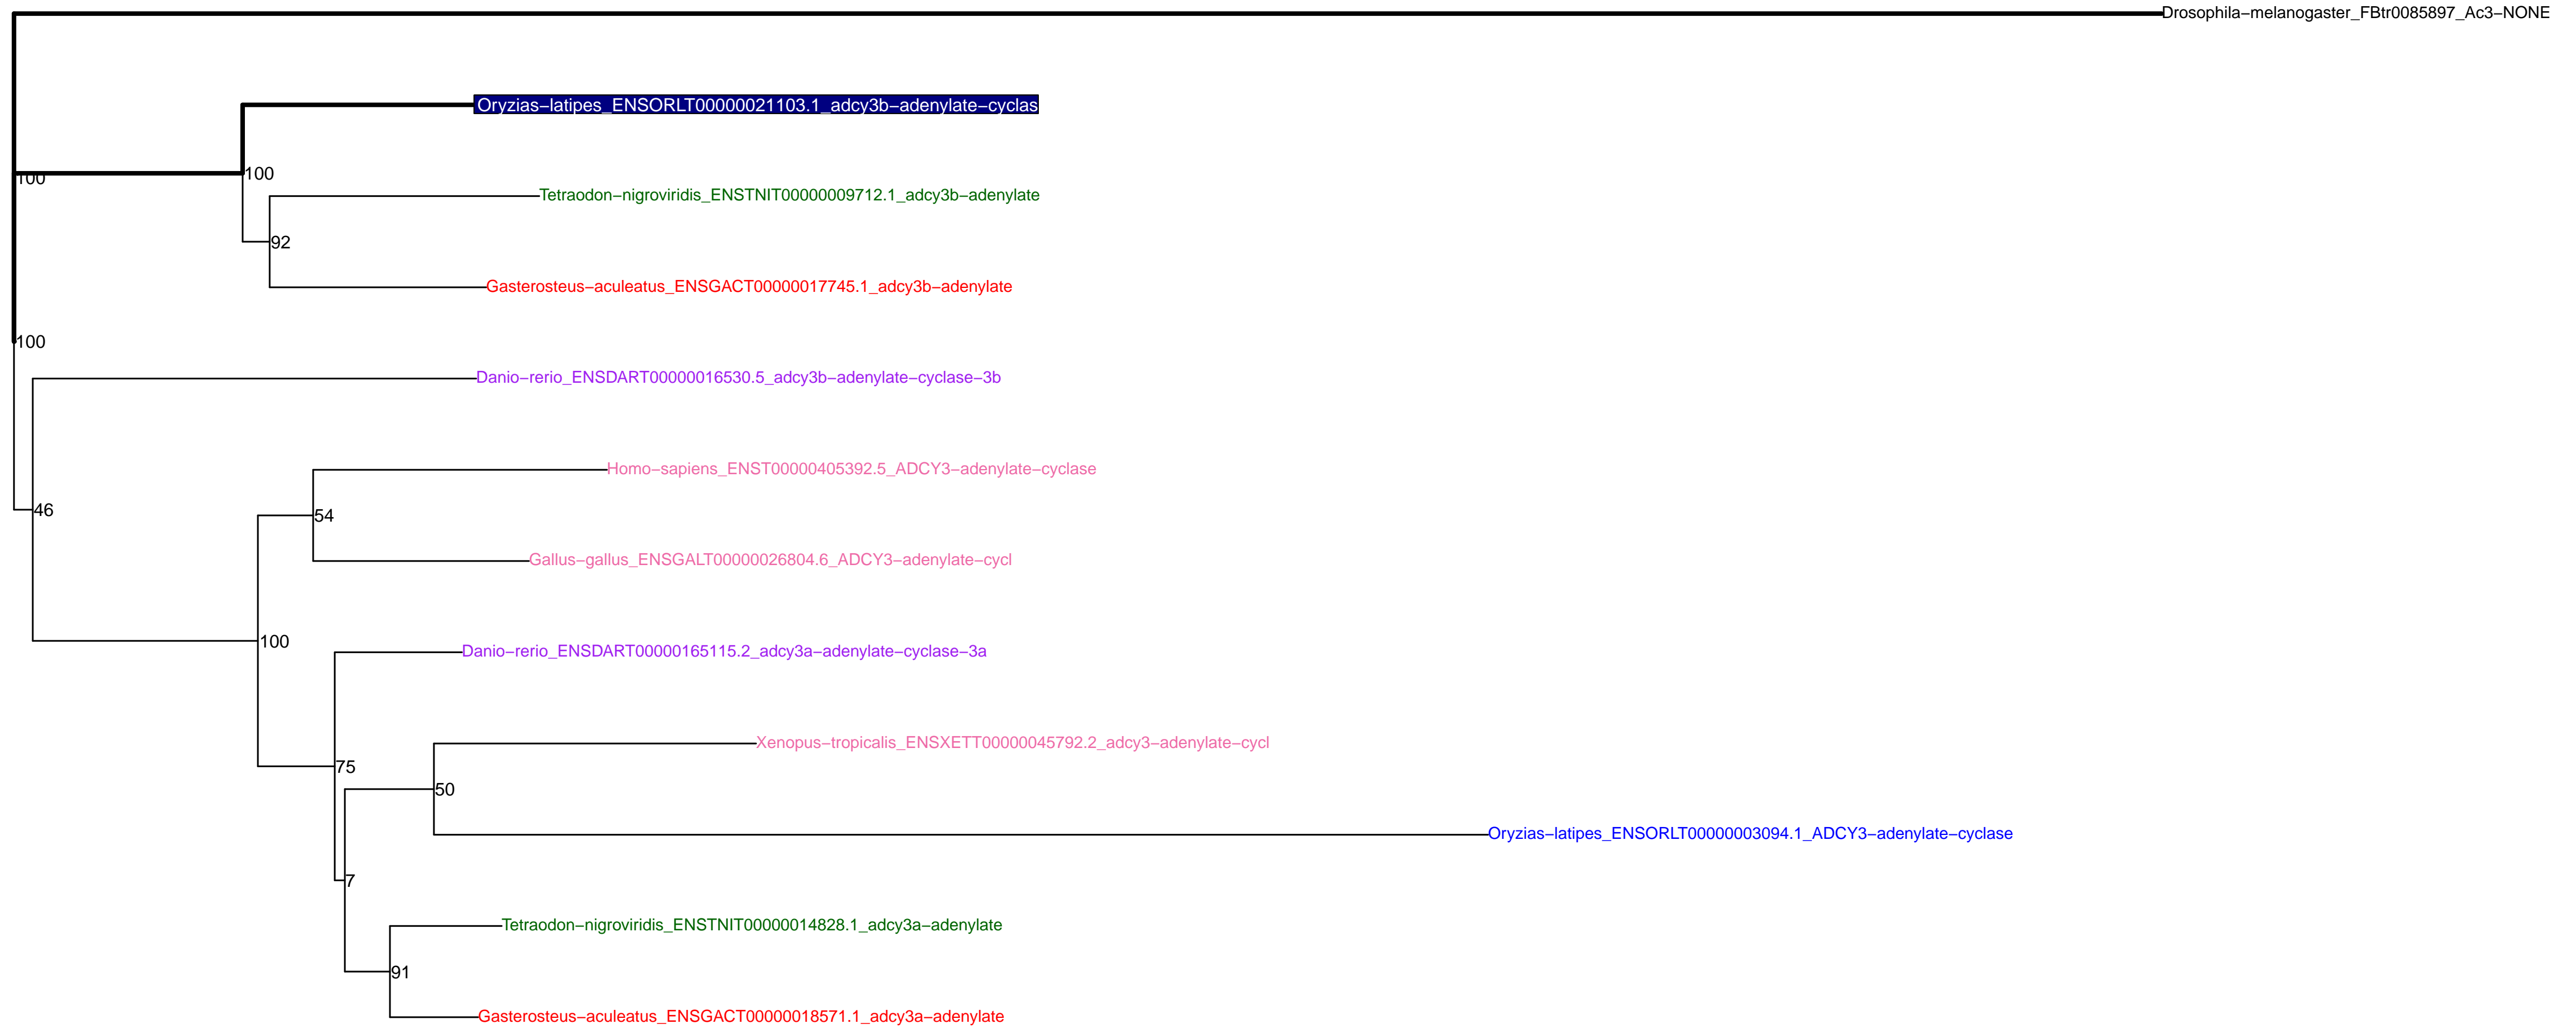 Drosophila−melanogaster_FBtr0085897_Ac3−NONE
Oryzias−latipes_ENSORLT00000021103.1_adcy3b−adenylate−cyclas
100
100
Tetraodon−nigroviridis_ENSTNIT00000009712.1_adcy3b−adenylate
92
Gasterosteus−aculeatus_ENSGACT00000017745.1_adcy3b−adenylate
100
Danio−rerio_ENSDART00000016530.5_adcy3b−adenylate−cyclase−3b
Homo−sapiens_ENST00000405392.5_ADCY3−adenylate−cyclase
46
54
Gallus−gallus_ENSGALT00000026804.6_ADCY3−adenylate−cycl
100
Danio−rerio_ENSDART00000165115.2_adcy3a−adenylate−cyclase−3a
Xenopus−tropicalis_ENSXETT00000045792.2_adcy3−adenylate−cycl
75
50
Oryzias−latipes_ENSORLT00000003094.1_ADCY3−adenylate−cyclase
7
Tetraodon−nigroviridis_ENSTNIT00000014828.1_adcy3a−adenylate
91
Gasterosteus−aculeatus_ENSGACT00000018571.1_adcy3a−adenylate